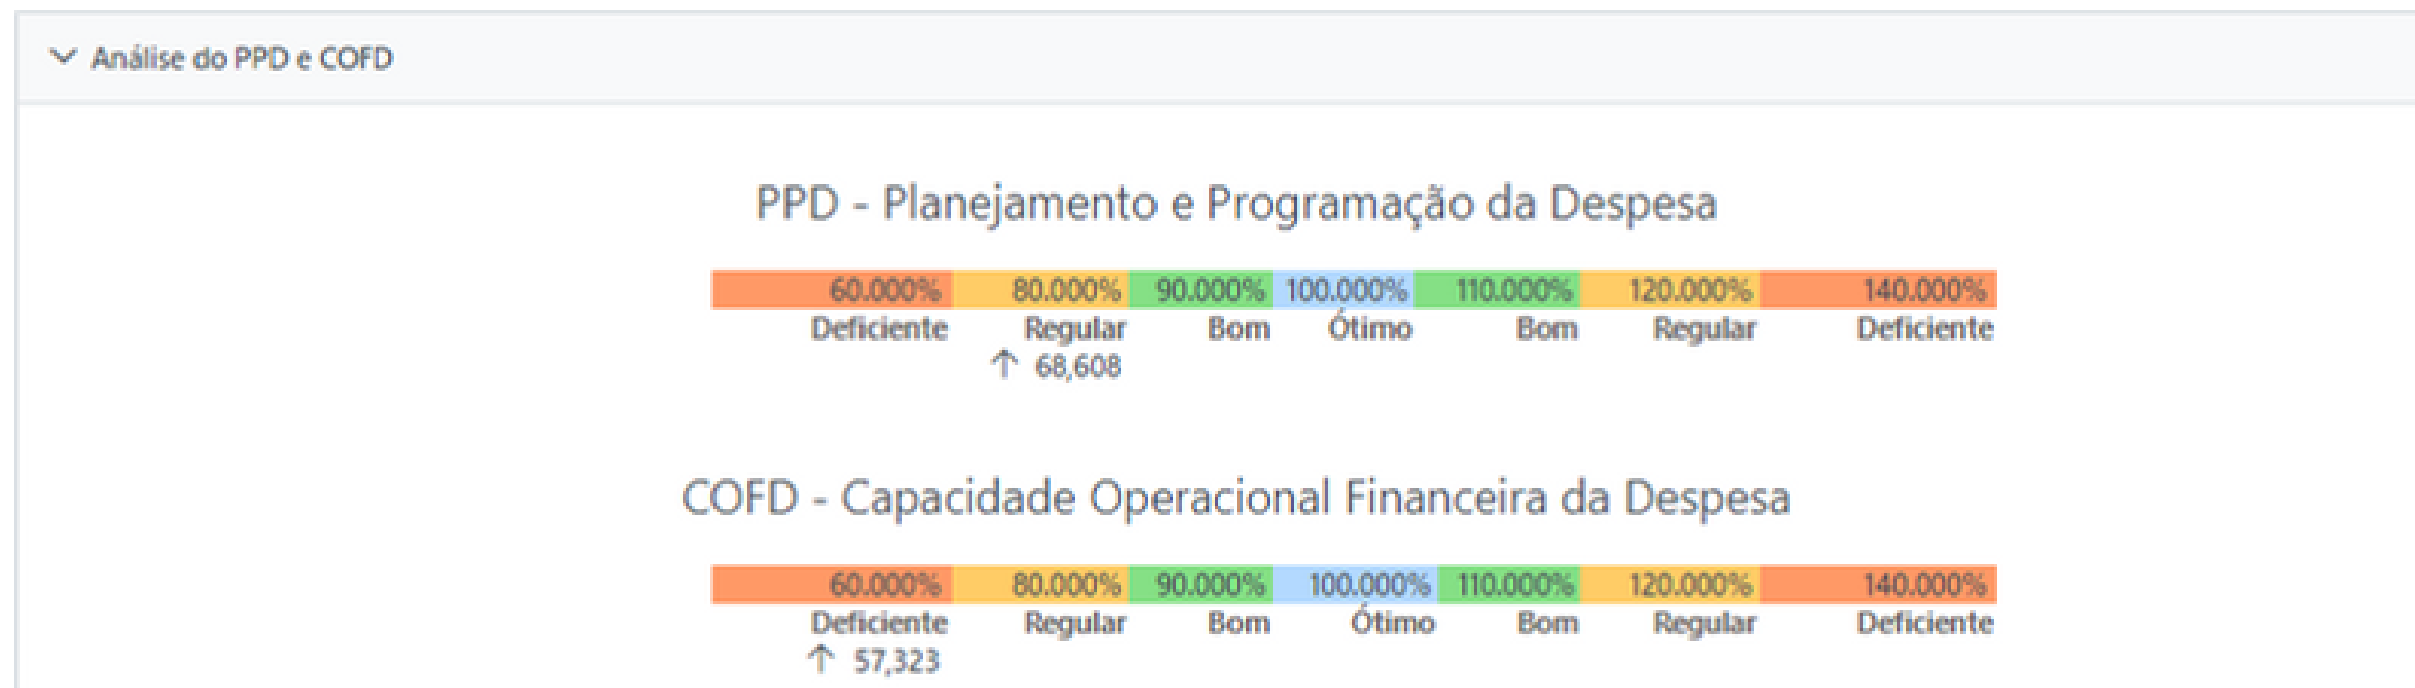 Análise do PPD e COFD
PPD - Planejamento e Programação da Despesa
60.000% 80.000% 90.000% 100.000% 110.000% 120.000% 140.000%
Deficiente Regular Bom Ótimo Bom Regular Deficiente
↑ 68,608
COFD - Capacidade Operacional Financeira da Despesa
60.000% 80.000% 90.000% 100.000% 110.000% 120.000% 140.000%
Deficiente Regular Bom Ótimo Bom Regular Deficiente
↑ 57,323